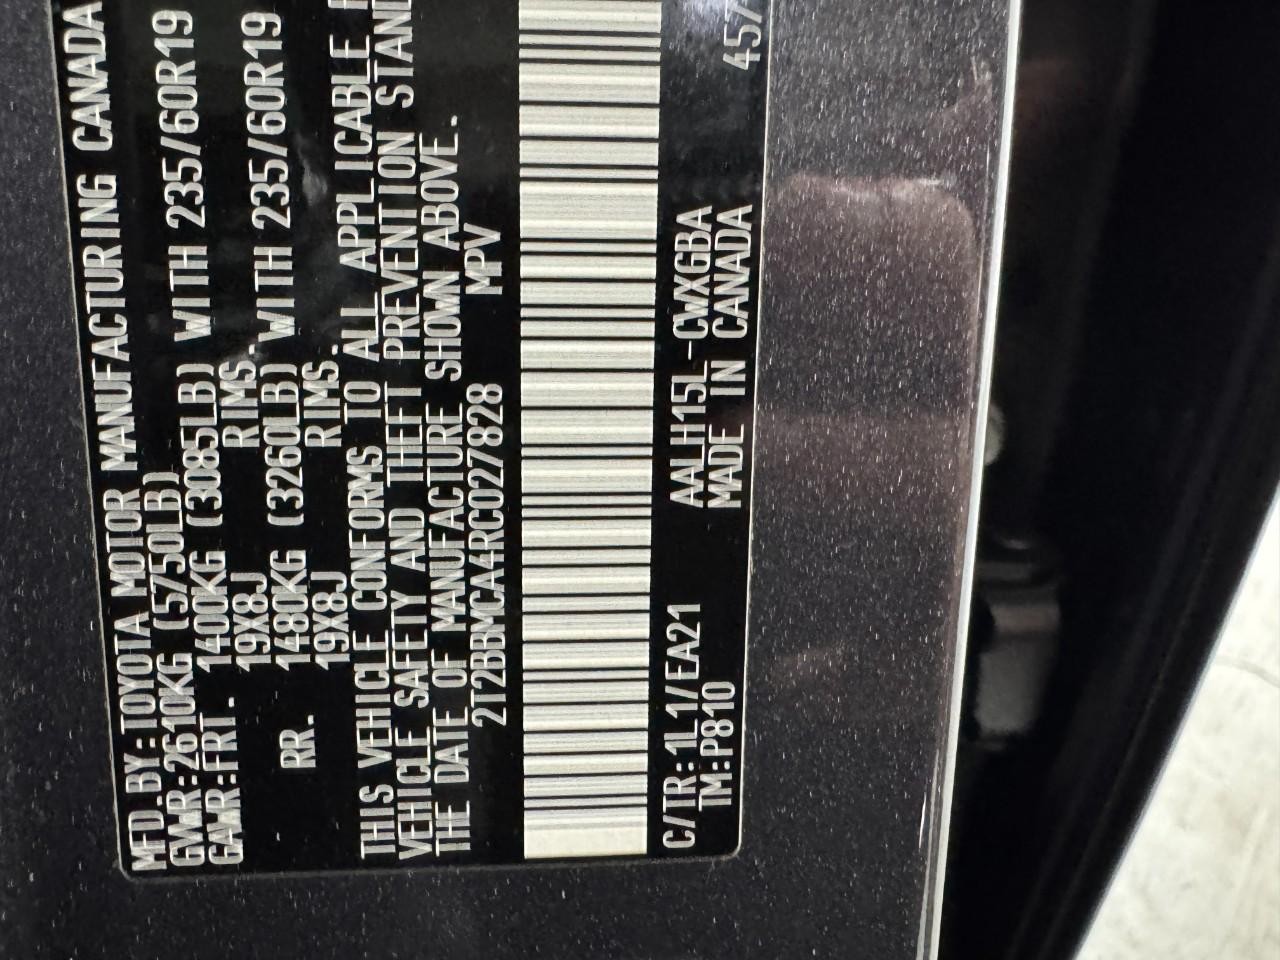 MFD.BY:TOYOTA MOTOR MANUFACTURING CANADA
GVWR:2610KG (5750LB)
GAWR:FRT. 1400KG (3085LB) WITH 235/60R19
19X8J RIMS.
RR. 1480KG (3260LB) WITH 235/60R19
19X8J RIMS.
THIS VEHICLE CONFORMS TO ALL APPLICABLE
VEHICLE SAFETY AND THEFT PREVENTION STAN
THE DATE OF MANUFACTURE SHOWN ABOVE.
2T2BBMCA4RC027828 MPV
C/TR:1L1/EA21 AALH15L-CWXGBA
TM:P810 MADE IN CANADA 457